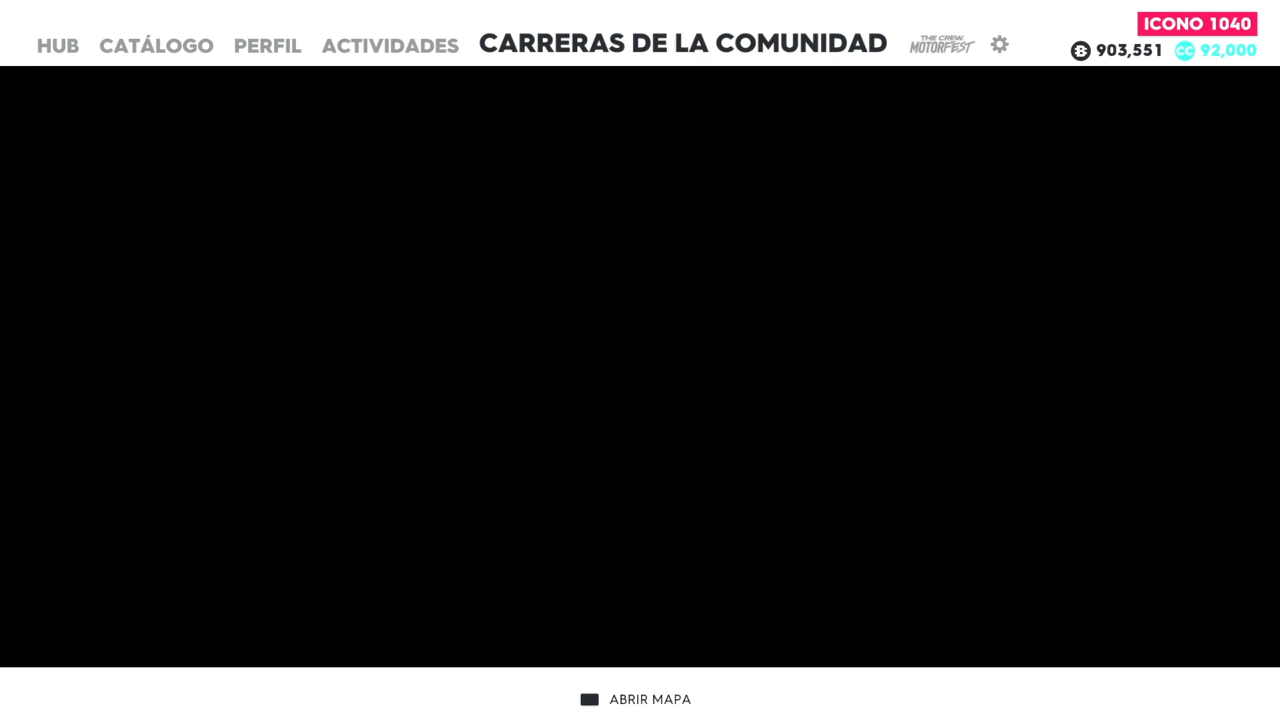 HUB CATÁLOGO PERFIL ACTIVIDADES CARRERAS DE LA COMUNIDAD THE CREW MOTORFEST
ICONO 1040
903,551 CC 92,000
ABRIR MAPA